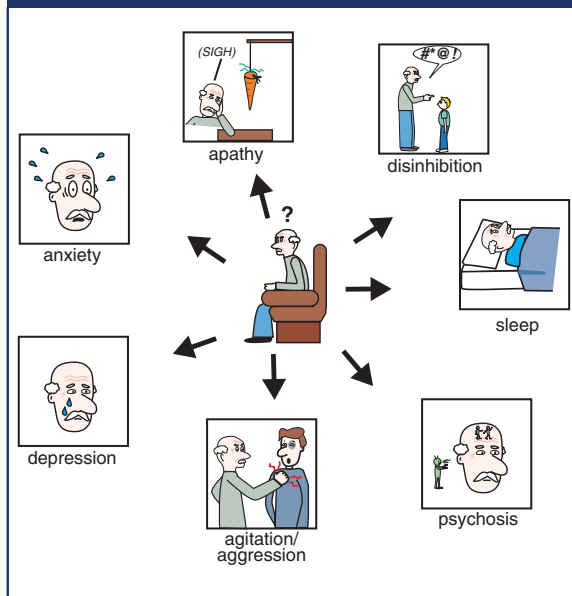 (SIGH)
#*@!
apathy
disinhibition
anxiety
?
sleep
depression
agitation/
aggression
psychosis